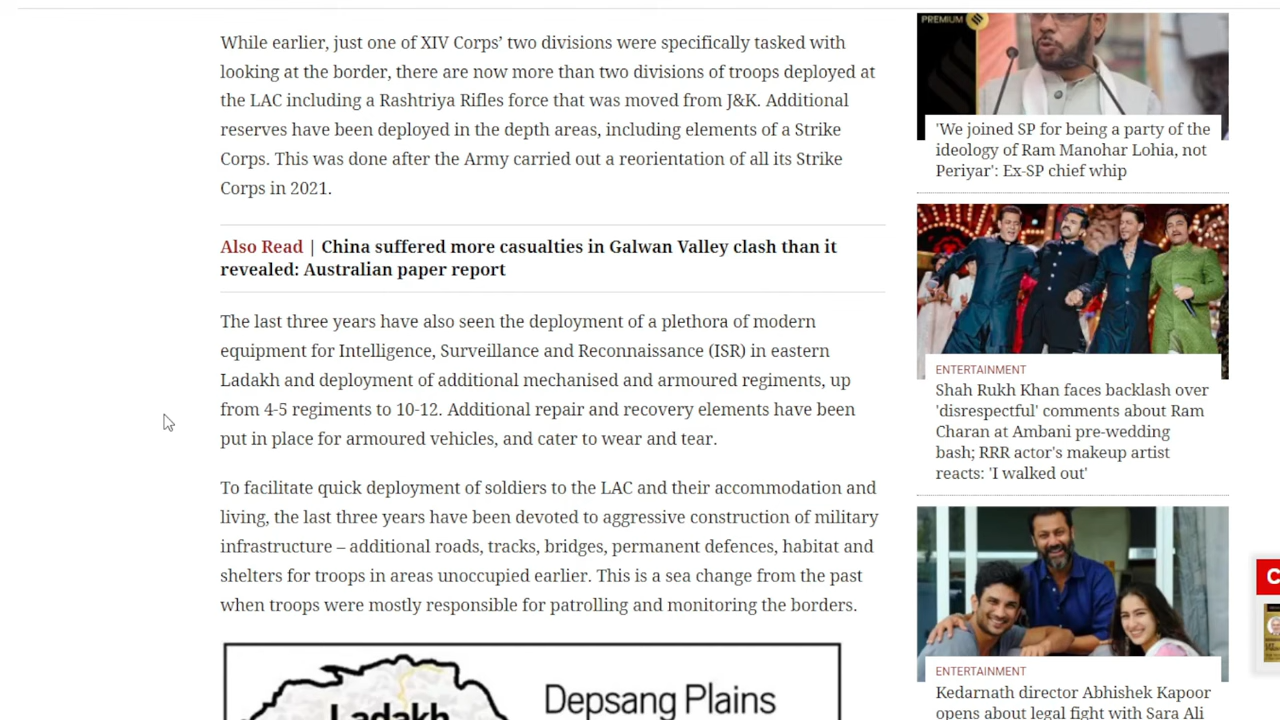 While earlier, just one of XIV Corps’ two divisions were specifically tasked with
looking at the border, there are now more than two divisions of troops deployed at
the LAC including a Rashtriya Rifles force that was moved from J&K. Additional
reserves have been deployed in the depth areas, including elements of a Strike
Corps. This was done after the Army carried out a reorientation of all its Strike
Corps in 2021.
Also Read | China suffered more casualties in Galwan Valley clash than it
revealed: Australian paper report
The last three years have also seen the deployment of a plethora of modern
equipment for Intelligence, Surveillance and Reconnaissance (ISR) in eastern
Ladakh and deployment of additional mechanised and armoured regiments, up
from 4-5 regiments to 10-12. Additional repair and recovery elements have been
put in place for armoured vehicles, and cater to wear and tear.
To facilitate quick deployment of soldiers to the LAC and their accommodation and
living, the last three years have been devoted to aggressive construction of military
infrastructure – additional roads, tracks, bridges, permanent defences, habitat and
shelters for troops in areas unoccupied earlier. This is a sea change from the past
when troops were mostly responsible for patrolling and monitoring the borders.
Ladakh
Depsang Plains
PREMIUM
'We joined SP for being a party of the
ideology of Ram Manohar Lohia, not
Periyar': Ex-SP chief whip
ENTERTAINMENT
Shah Rukh Khan faces backlash over
'disrespectful' comments about Ram
Charan at Ambani pre-wedding
bash; RRR actor's makeup artist
reacts: 'I walked out'
ENTERTAINMENT
Kedarnath director Abhishek Kapoor
opens about legal fight with Sara Ali